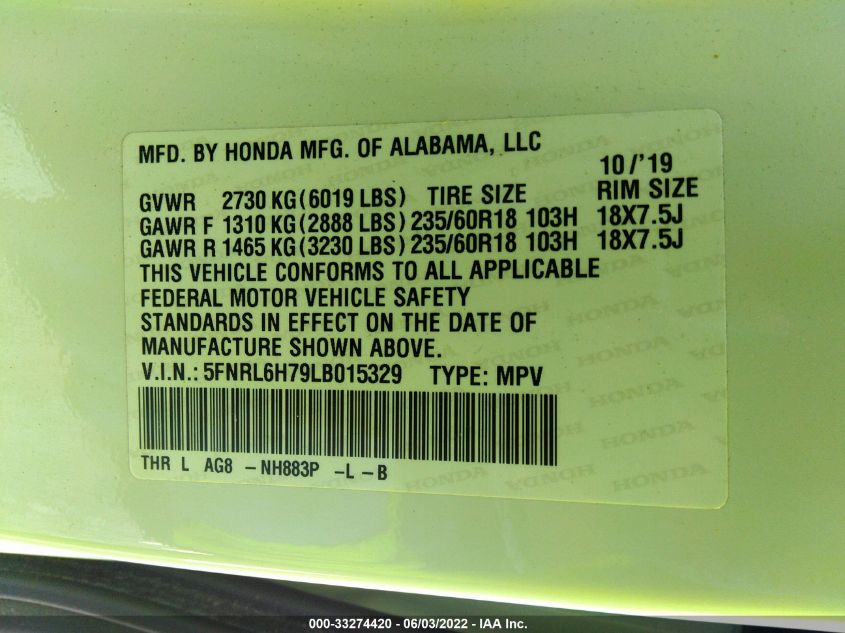 MFD. BY HONDA MFG. OF ALABAMA, LLC
10/'19
GVWR 2730 KG(6019 LBS) TIRE SIZE RIM SIZE
GAWR F 1310 KG(2888 LBS) 235/60R18 103H 18X7.5J
GAWR R 1465 KG(3230 LBS) 235/60R18 103H 18X7.5J
THIS VEHICLE CONFORMS TO ALL APPLICABLE
FEDERAL MOTOR VEHICLE SAFETY
STANDARDS IN EFFECT ON THE DATE OF
MANUFACTURE SHOWN ABOVE.
V.I.N.: 5FNRL6H79LB015329 TYPE: MPV
THR L AG8 -NH883P -L-B
HONDA HONDA HONDA
000-33274420 - 06/03/2022 - IAA Inc.